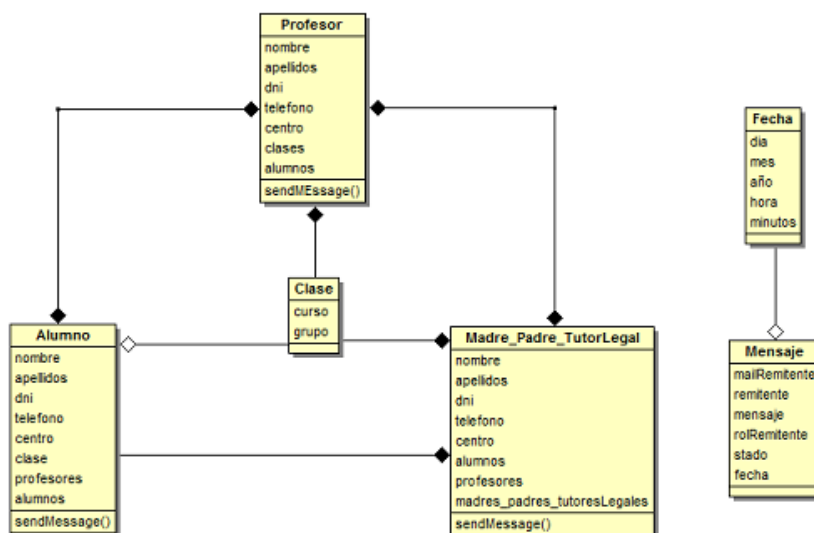 Profesor
nombre
apellidos
dni
telefono
centro
clases
alumnos
sendMEssage()
Fecha
dia
mes
año
hora
minutos
Clase
curso
grupo
Alumno
nombre
apellidos
dni
telefono
centro
clase
profesores
alumnos
sendMessage()
Madre_Padre_TutorLegal
nombre
apellidos
dni
telefono
centro
alumnos
profesores
madres_padres_tutoresLegales
sendMessage()
Mensaje
mailRemitente
remitente
mensaje
rolRemitente
stado
fecha